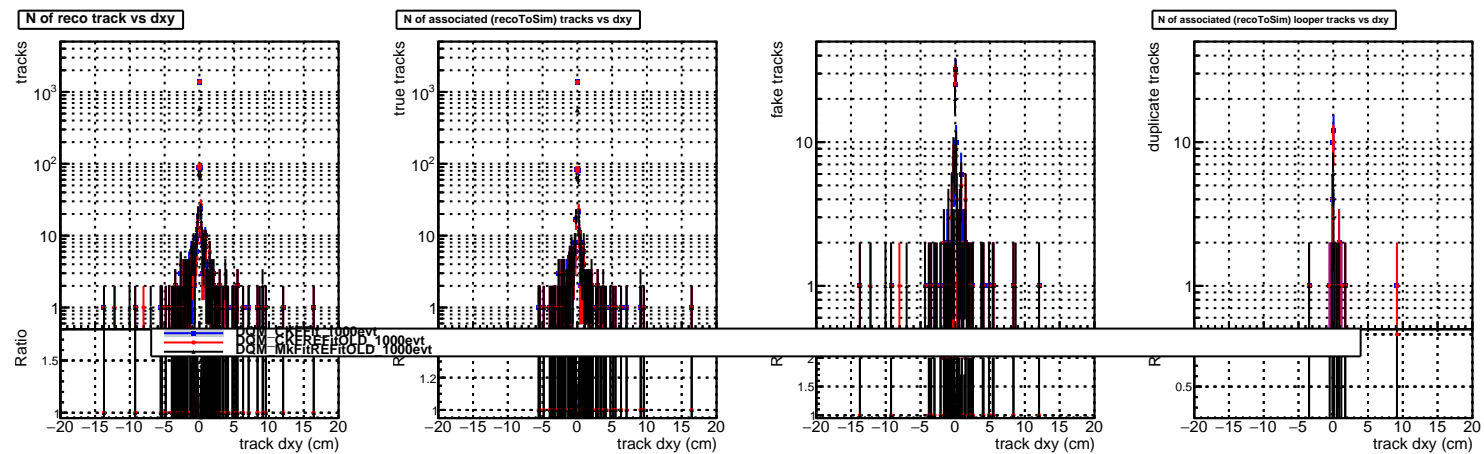 N of reco track vs dxy
tracks
10³
10²
10
1
Ratio
1.5
1
−20 −15 −10 −5 0 5 10 15 20
track dxy (cm)
N of associated (recoToSim) tracks vs dxy
true tracks
10³
10²
10
1
1.2
1
−20 −15 −10 −5 0 5 10 15 20
track dxy (cm)
fake tracks
10
1
2
1.5
1
−20 −15 −10 −5 0 5 10 15 20
track dxy (cm)
N of associated (recoToSim) looper tracks vs dxy
duplicate tracks
10
1
0.5
−20 −15 −10 −5 0 5 10 15 20
track dxy (cm)
DQM_CKFFit_1000evt
DQM_CKFREFitOLD_1000evt
DQM_MkFitREFitOLD_1000evt